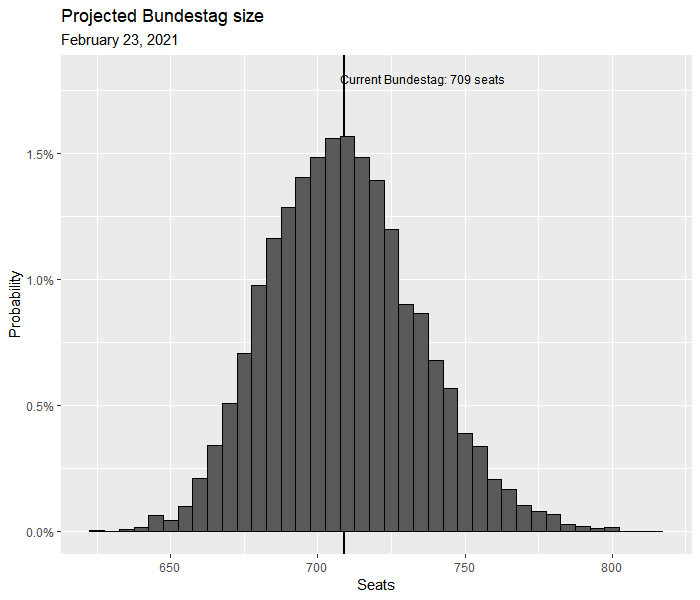 Projected Bundestag size
February 23, 2021
Current Bundestag: 709 seats
1.5%
1.0%
0.5%
0.0%
Probability
650 700 750 800
Seats